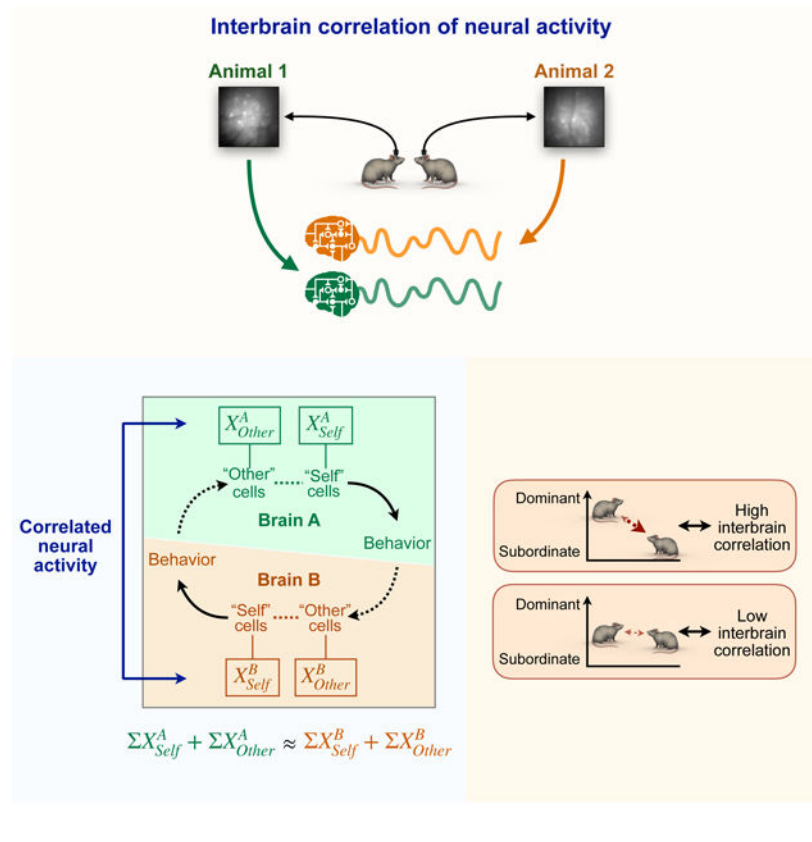 Interbrain correlation of neural activity
Animal 1
Animal 2
X^A_Other
X^A_Self
"Other" cells
"Self" cells
Brain A
Behavior
Correlated
neural
activity
Behavior
Brain B
"Self" cells
"Other" cells
X^B_Self
X^B_Other
ΣX^A_Self + ΣX^A_Other ≈ ΣX^B_Self + ΣX^B_Other
Dominant
Subordinate
High
interbrain
correlation
Dominant
Subordinate
Low
interbrain
correlation